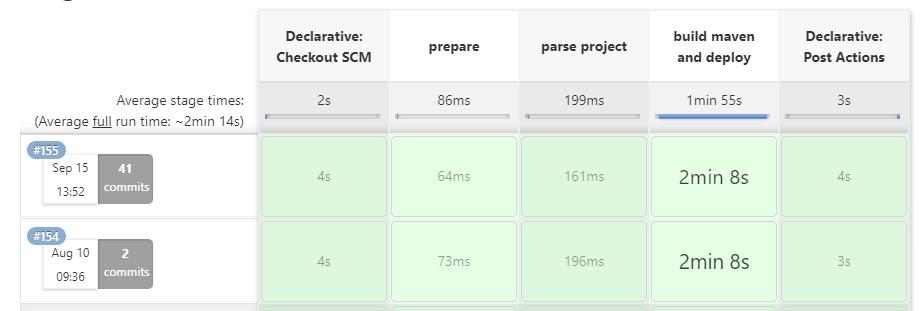 Declarative: Checkout SCM
prepare
parse project
build maven and deploy
Declarative: Post Actions
Average stage times:
(Average full run time: ~2min 14s)
2s
86ms
199ms
1min 55s
3s
#155
Sep 15
13:52
41
commits
4s
64ms
161ms
2min 8s
4s
#154
Aug 10
09:36
2
commits
4s
73ms
196ms
2min 8s
3s